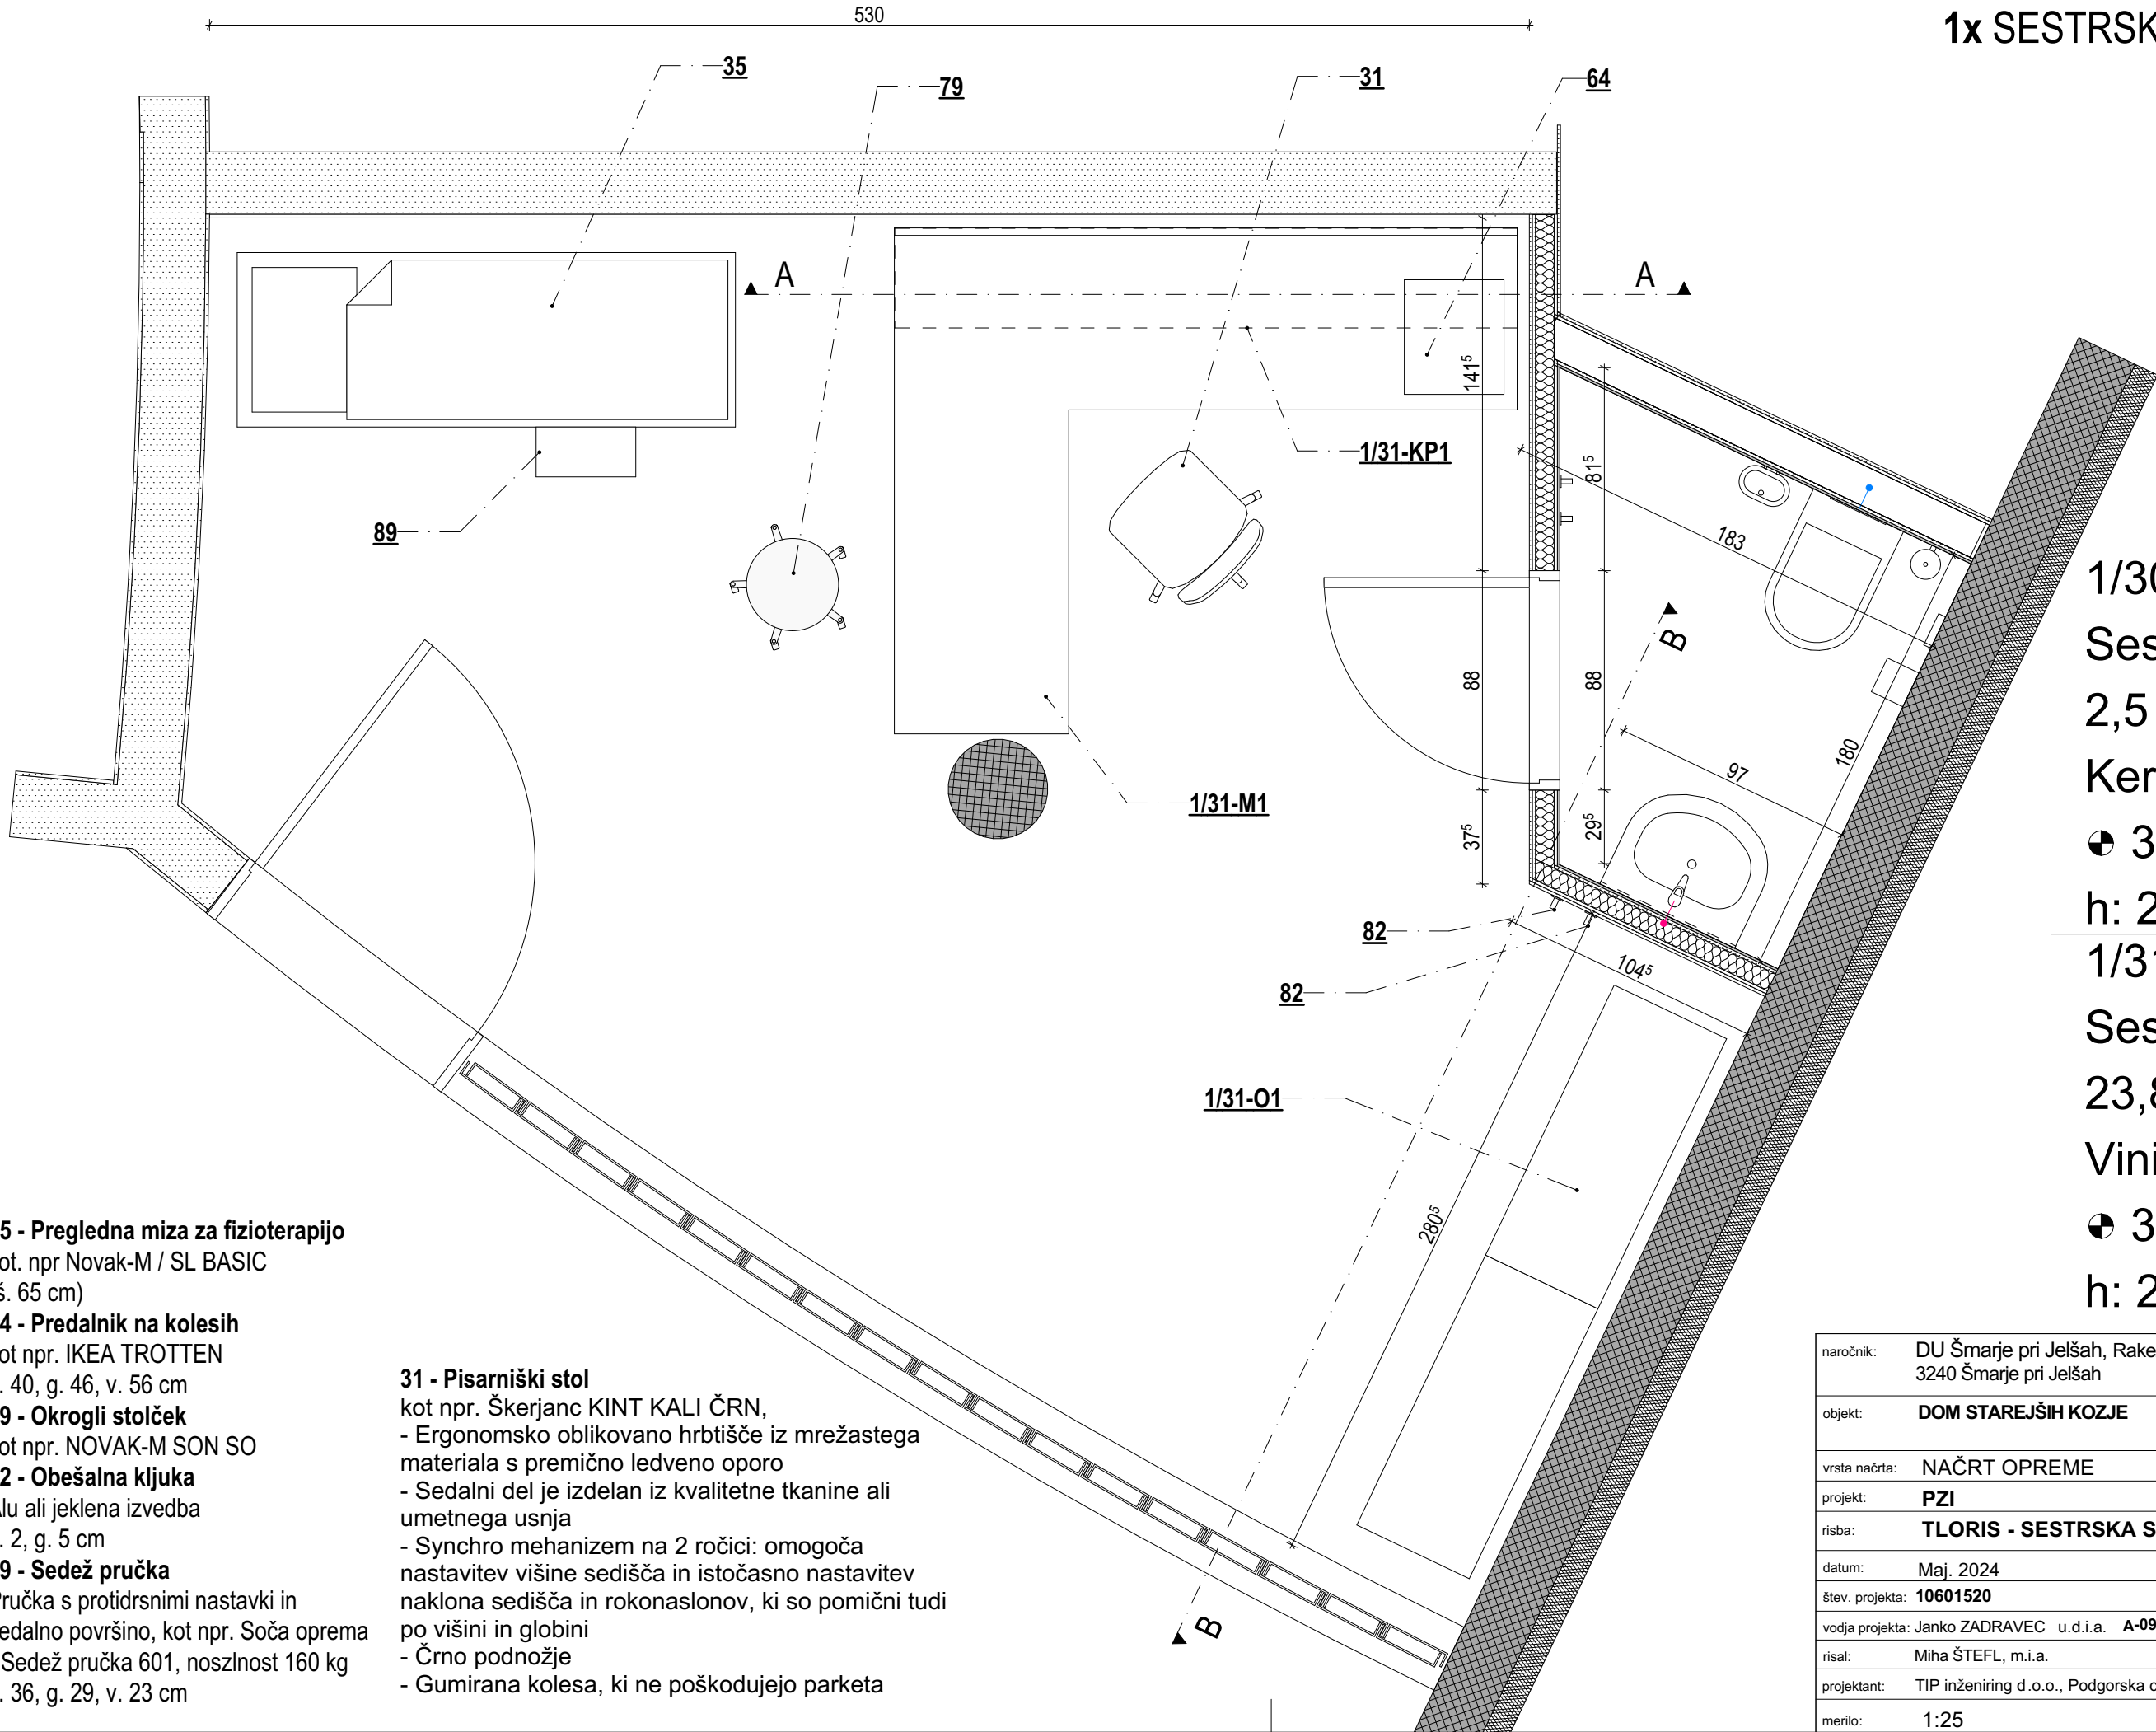 530
1x SESTRSK
35
79
31
64
A
A
141⁵
1/31-KP1
81⁵
89
183
1/30
Ses
2,5
Ker
3
h: 2
B
88
88
180
97
1/31-M1
37⁵
29⁵
82
82
104⁵
1/31
Ses
23,8
Vini
3
h: 2
1/31-O1
280⁵
B
5 - Pregledna miza za fizioterapijo
ot. npr Novak-M / SL BASIC
š. 65 cm)
4 - Predalnik na kolesih
ot npr. IKEA TROTTEN
. 40, g. 46, v. 56 cm
9 - Okrogli stolček
ot npr. NOVAK-M SON SO
2 - Obešalna kljuka
Alu ali jeklena izvedba
. 2, g. 5 cm
9 - Sedež pručka
Pručka s protidrsnimi nastavki in
edalno površino, kot npr. Soča oprema
Sedež pručka 601, noszlnost 160 kg
. 36, g. 29, v. 23 cm
31 - Pisarniški stol
kot npr. Škerjanc KINT KALI ČRN,
- Ergonomsko oblikovano hrbtišče iz mrežastega
materiala s premično ledveno oporo
- Sedalni del je izdelan iz kvalitetne tkanine ali
umetnega usnja
- Synchro mehanizem na 2 ročici: omogoča
nastavitev višine sedišča in istočasno nastavitev
naklona sedišča in rokonaslonov, ki so pomični tudi
po višini in globini
- Črno podnožje
- Gumirana kolesa, ki ne poškodujejo parketa
naročnik: DU Šmarje pri Jelšah, Rake
3240 Šmarje pri Jelšah
objekt: DOM STAREJŠIH KOZJE
vrsta načrta: NAČRT OPREME
projekt: PZI
risba: TLORIS - SESTRSKA S
datum: Maj. 2024
štev. projekta: 10601520
vodja projekta: Janko ZADRAVEC u.d.i.a. A-09
risal: Miha ŠTEFL, m.i.a.
projektant: TIP inženiring d.o.o., Podgorska c
merilo: 1:25